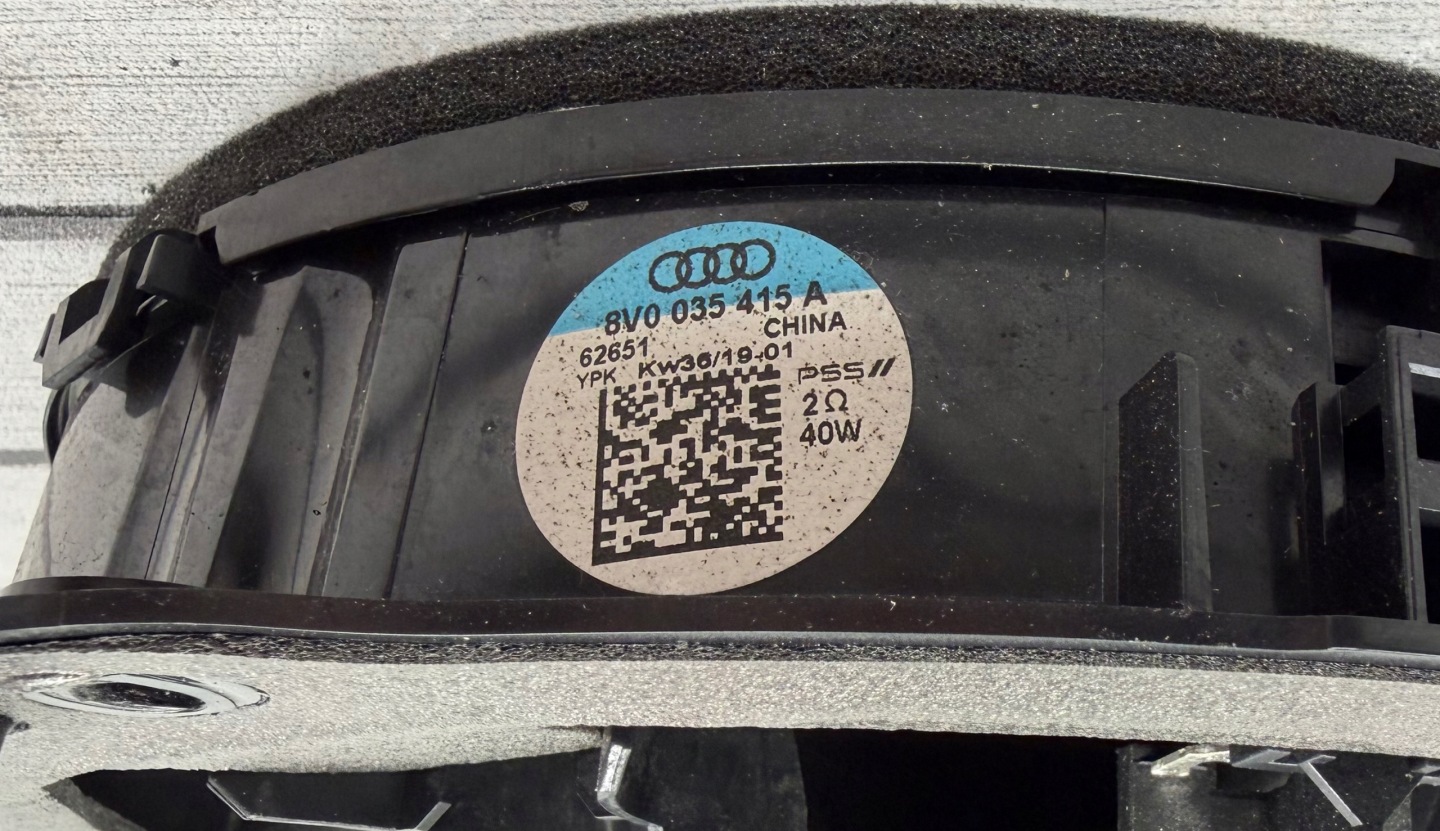 8V0 035 415 A
CHINA
62651
YPK KW36/19-01
PSS//
2Ω
40W